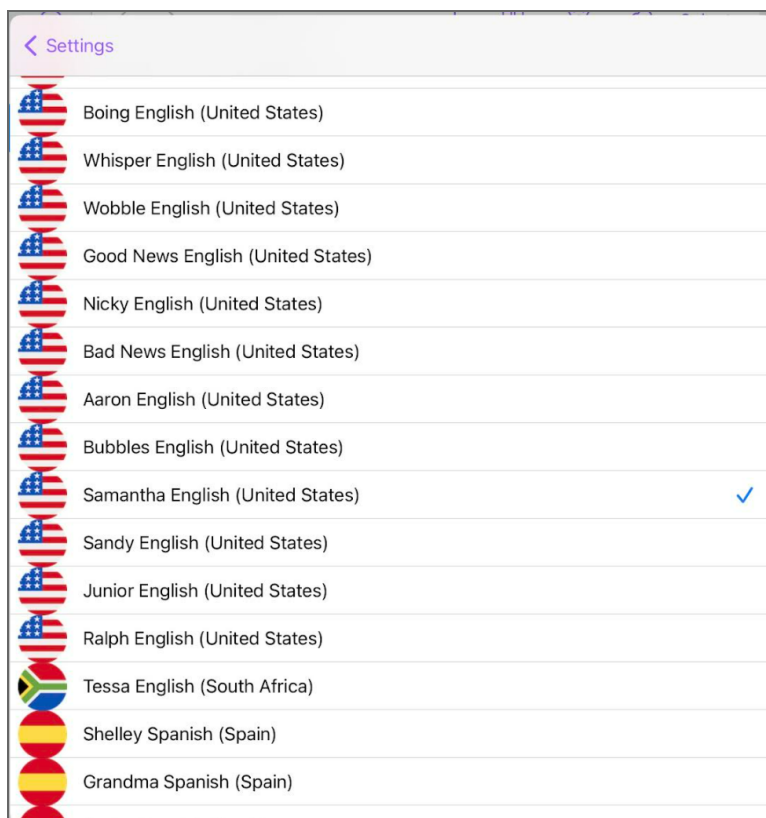 Settings
Boing English (United States)
Whisper English (United States)
Wobble English (United States)
Good News English (United States)
Nicky English (United States)
Bad News English (United States)
Aaron English (United States)
Bubbles English (United States)
Samantha English (United States)
Sandy English (United States)
Junior English (United States)
Ralph English (United States)
Tessa English (South Africa)
Shelley Spanish (Spain)
Grandma Spanish (Spain)